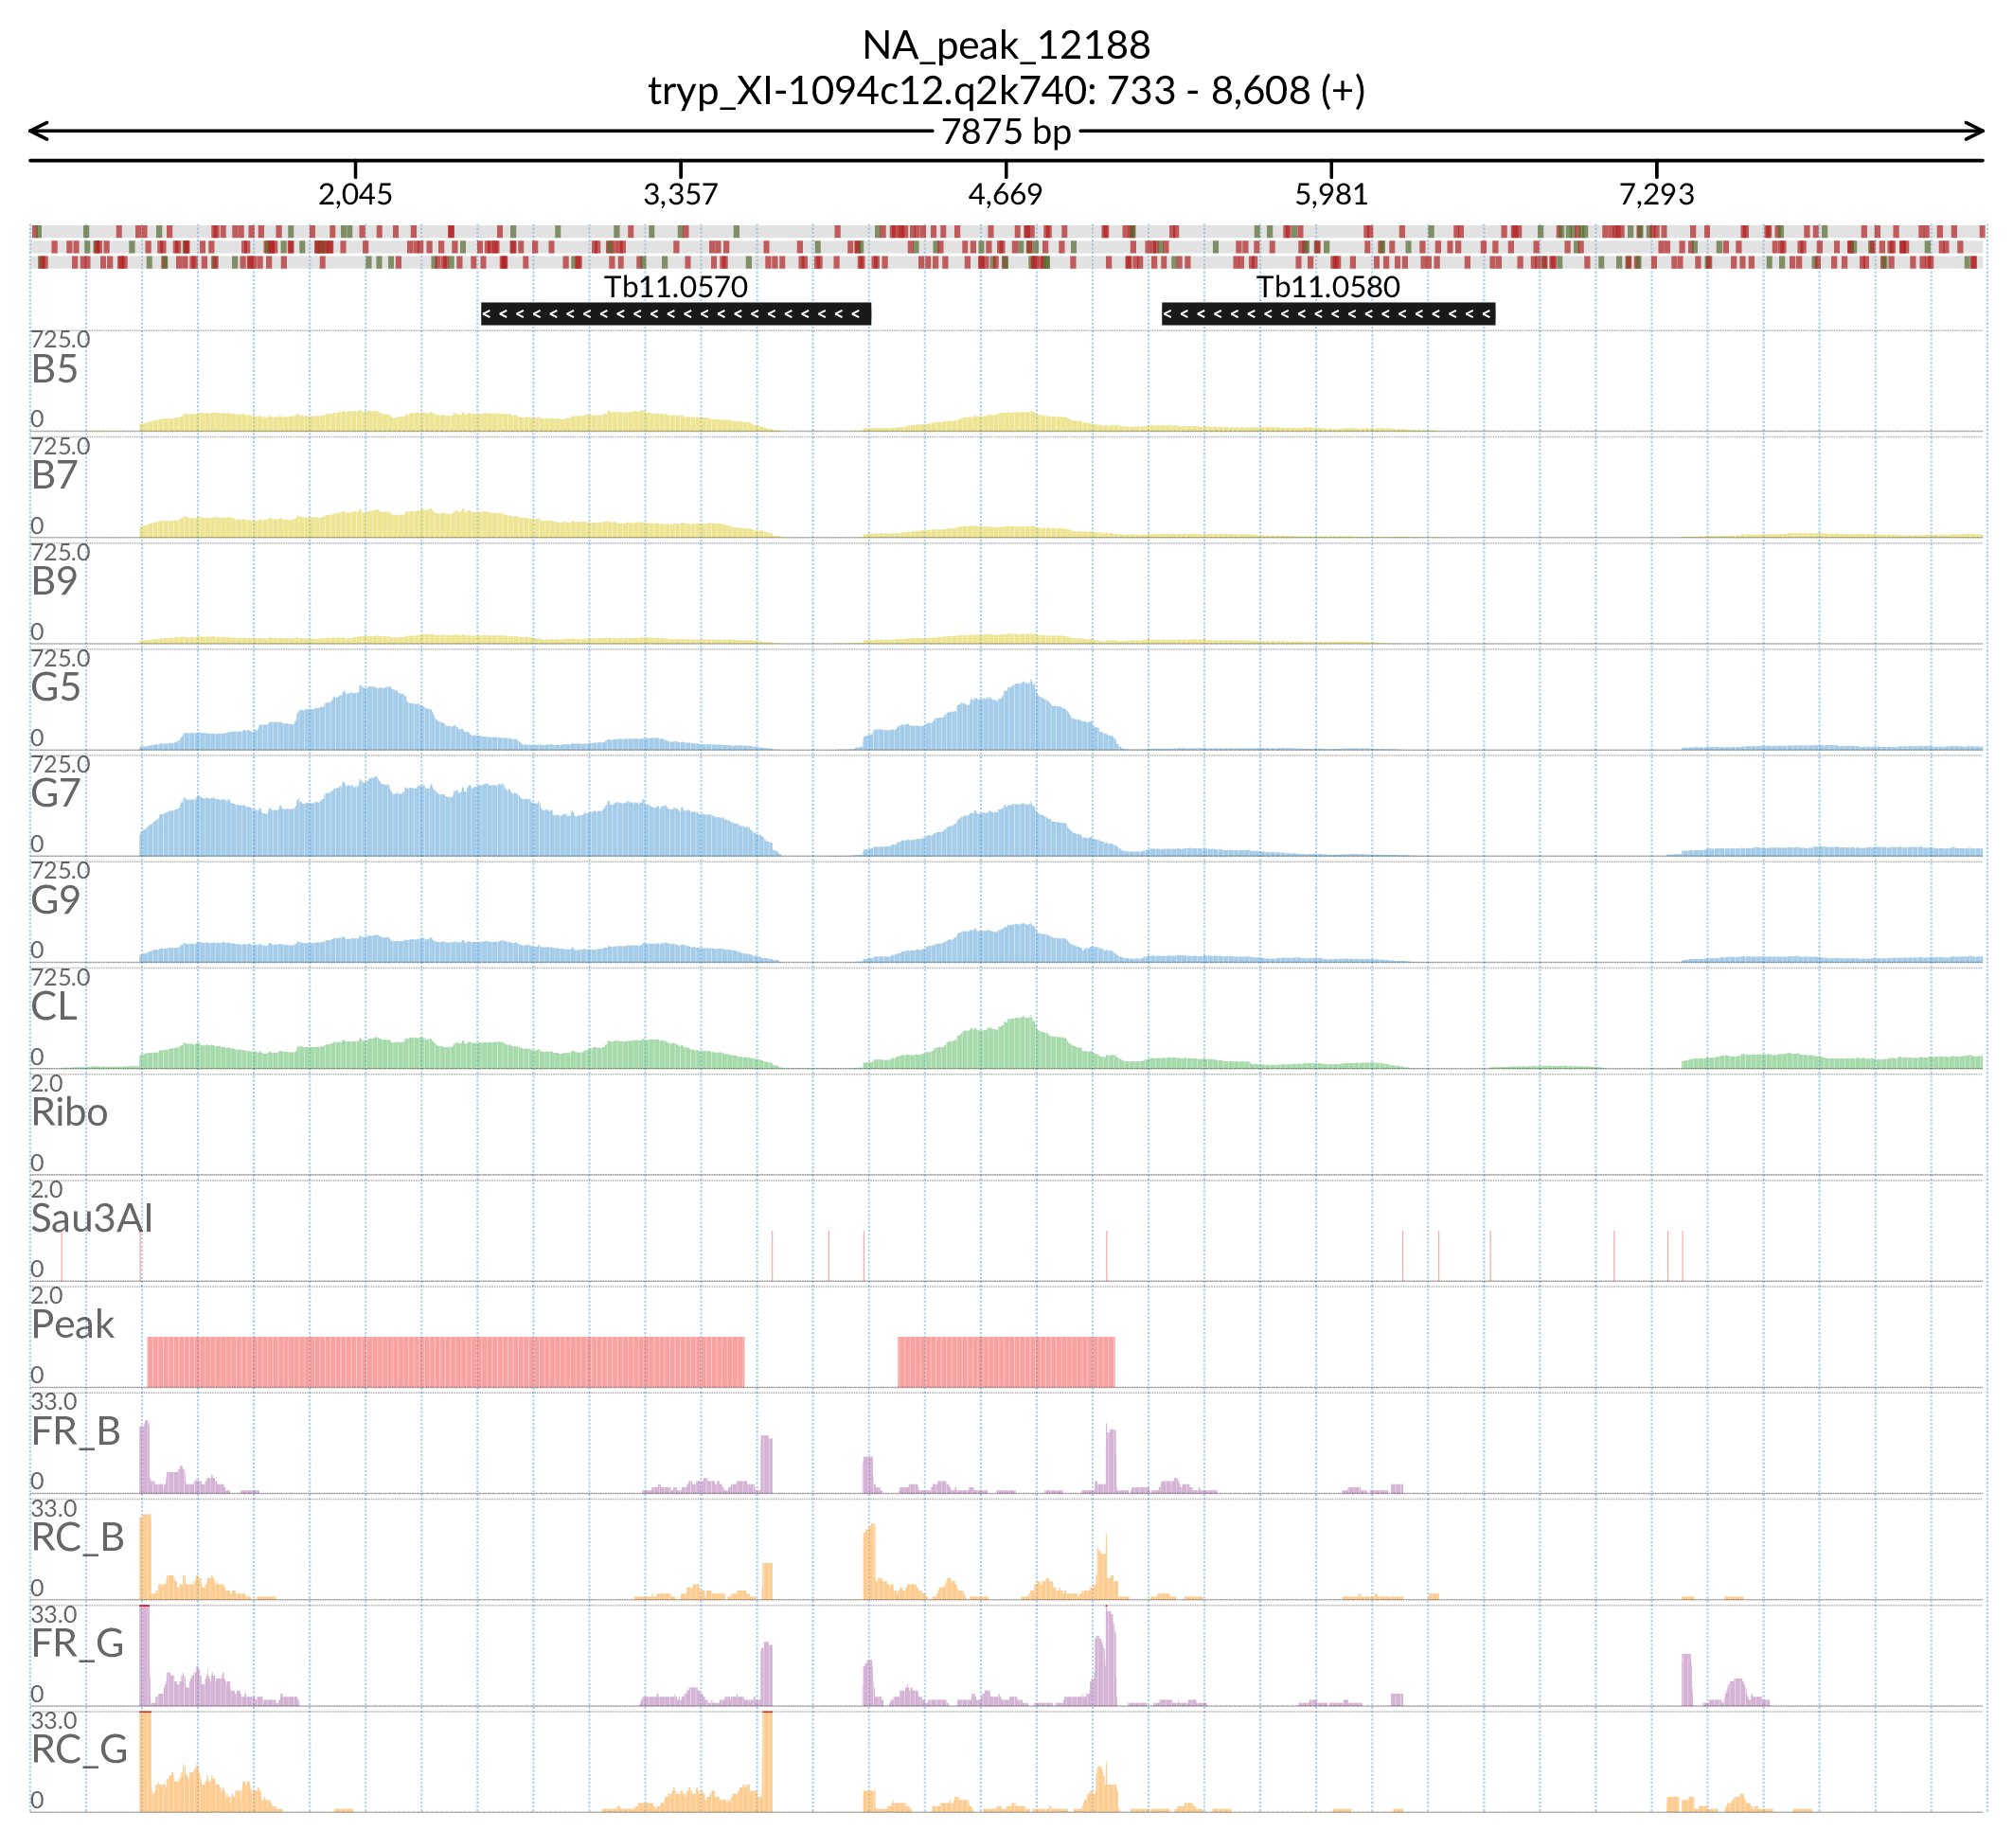 NA_peak_12188
tryp_XI-1094c12.q2k740: 733 - 8,608 (+)
7875 bp
2,045 3,357 4,669 5,981 7,293
Tb11.0570 Tb11.0580
725.0
B5
0
725.0
B7
0
725.0
B9
0
725.0
G5
0
725.0
G7
0
725.0
G9
0
725.0
CL
0
2.0
Ribo
0
2.0
Sau3AI
0
2.0
Peak
0
33.0
FR_B
0
33.0
RC_B
0
33.0
FR_G
0
33.0
RC_G
0